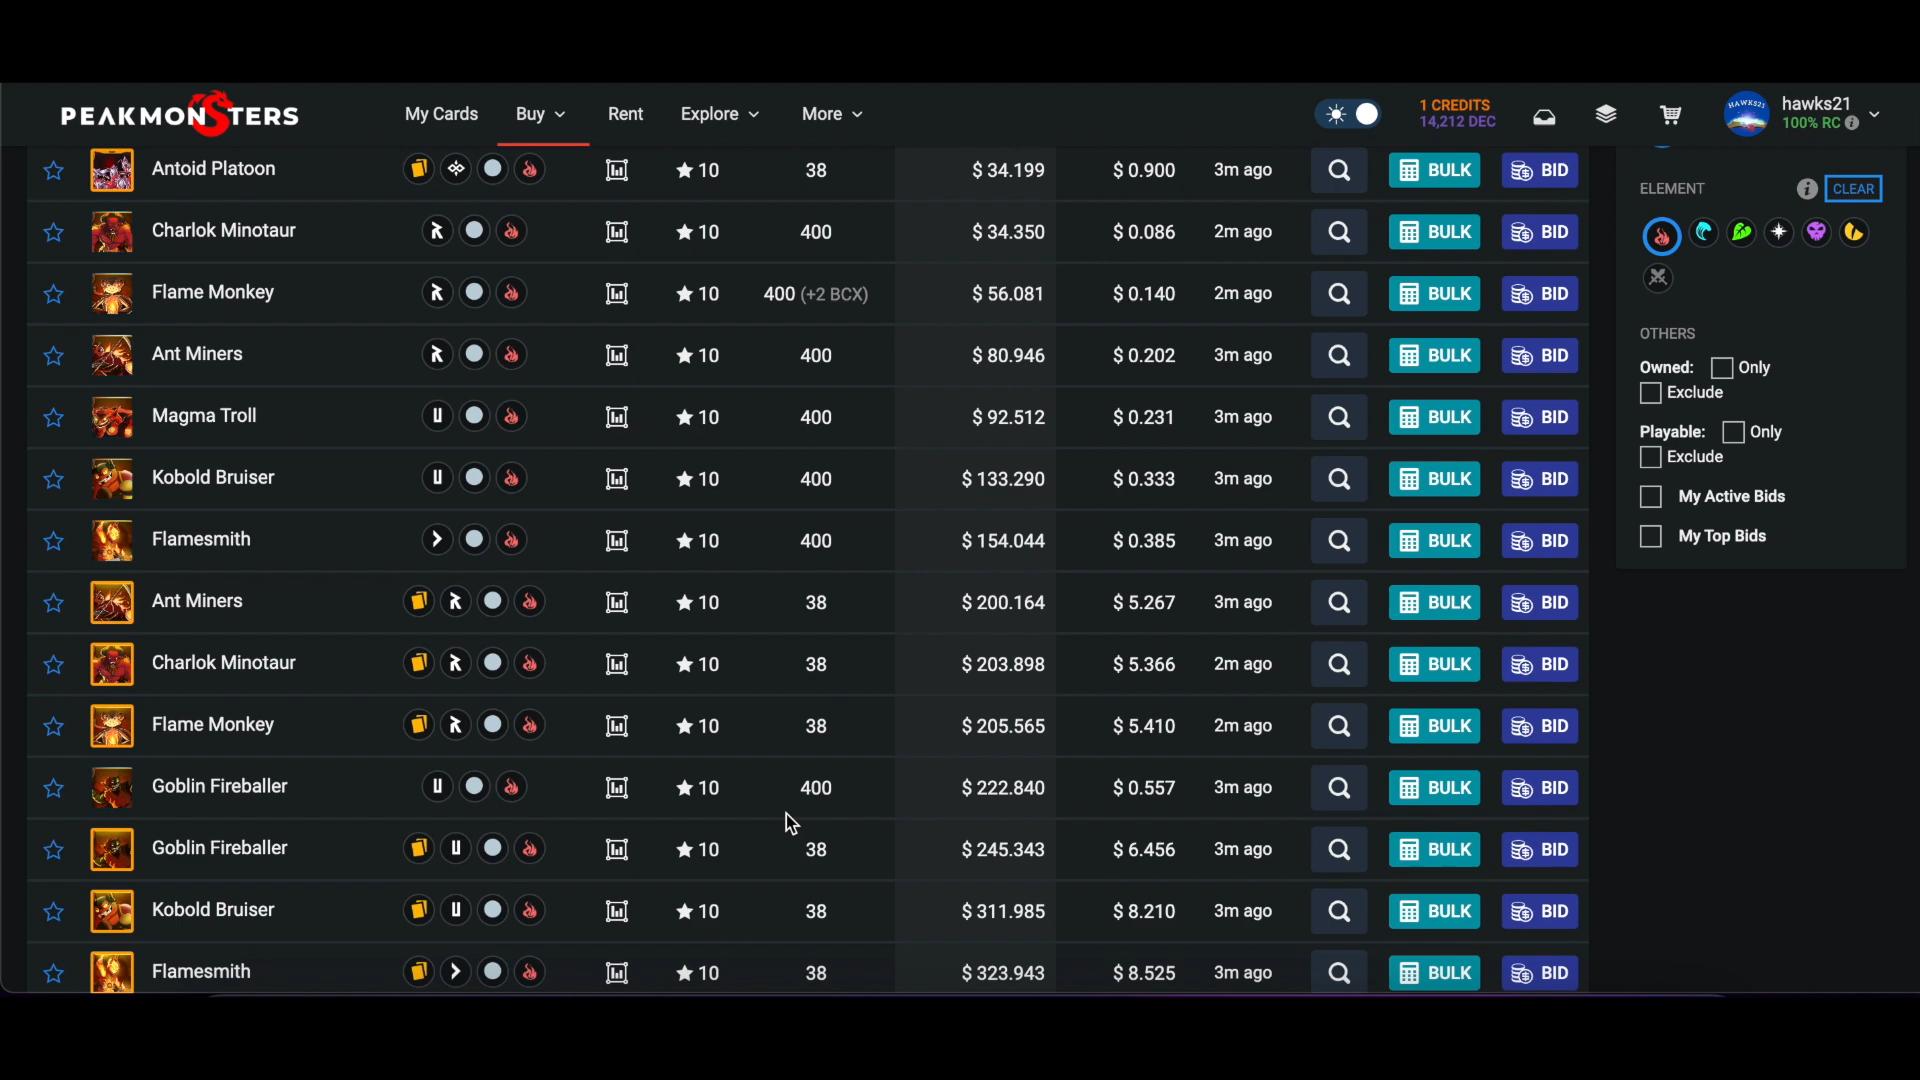 PEAKMONSTERS My Cards Buy Rent Explore More 1 CREDITS hawks21
14,212 DEC HAWKS21 100% RC i
Antoid Platoon 10 38 $ 34.199 $ 0.900 3m ago BULK BID
Charlok Minotaur 10 400 $ 34.350 $ 0.086 2m ago BULK BID
Flame Monkey 10 400 (+2 BCX) $ 56.081 $ 0.140 2m ago BULK BID
Ant Miners 10 400 $ 80.946 $ 0.202 3m ago BULK BID
Magma Troll 10 400 $ 92.512 $ 0.231 3m ago BULK BID
Kobold Bruiser 10 400 $ 133.290 $ 0.333 3m ago BULK BID
Flamesmith 10 400 $ 154.044 $ 0.385 3m ago BULK BID
Ant Miners 10 38 $ 200.164 $ 5.267 3m ago BULK BID
Charlok Minotaur 10 38 $ 203.898 $ 5.366 2m ago BULK BID
Flame Monkey 10 38 $ 205.565 $ 5.410 2m ago BULK BID
Goblin Fireballer 10 400 $ 222.840 $ 0.557 3m ago BULK BID
Goblin Fireballer 10 38 $ 245.343 $ 6.456 3m ago BULK BID
Kobold Bruiser 10 38 $ 311.985 $ 8.210 3m ago BULK BID
Flamesmith 10 38 $ 323.943 $ 8.525 3m ago BULK BID
ELEMENT i CLEAR
OTHERS
Owned: Only
Exclude
Playable: Only
Exclude
My Active Bids
My Top Bids